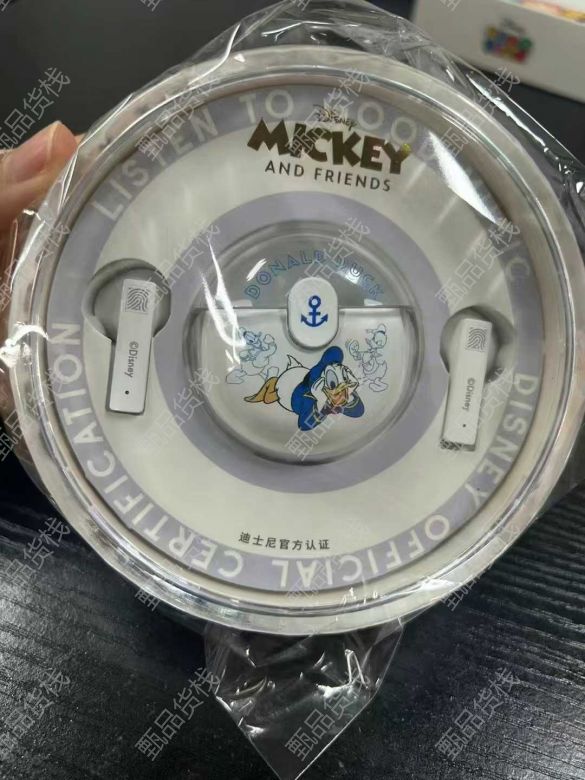 Disney
LISTEN TO GOOD
C
Disney
MICKEY
AND FRIENDS
DONALD DUCK
©Disney
©Disney
迪士尼官方认证
DISNEY OFFICIAL CERTIFICATION
甄品货栈